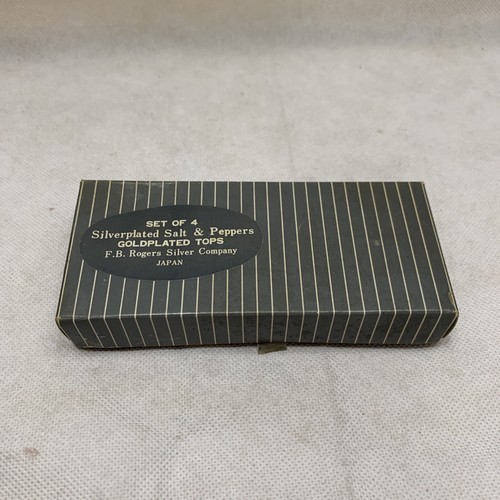 SET OF 4
Silverplated Salt & Peppers
GOLDPLATED TOPS
F.B. Rogers Silver Company
JAPAN